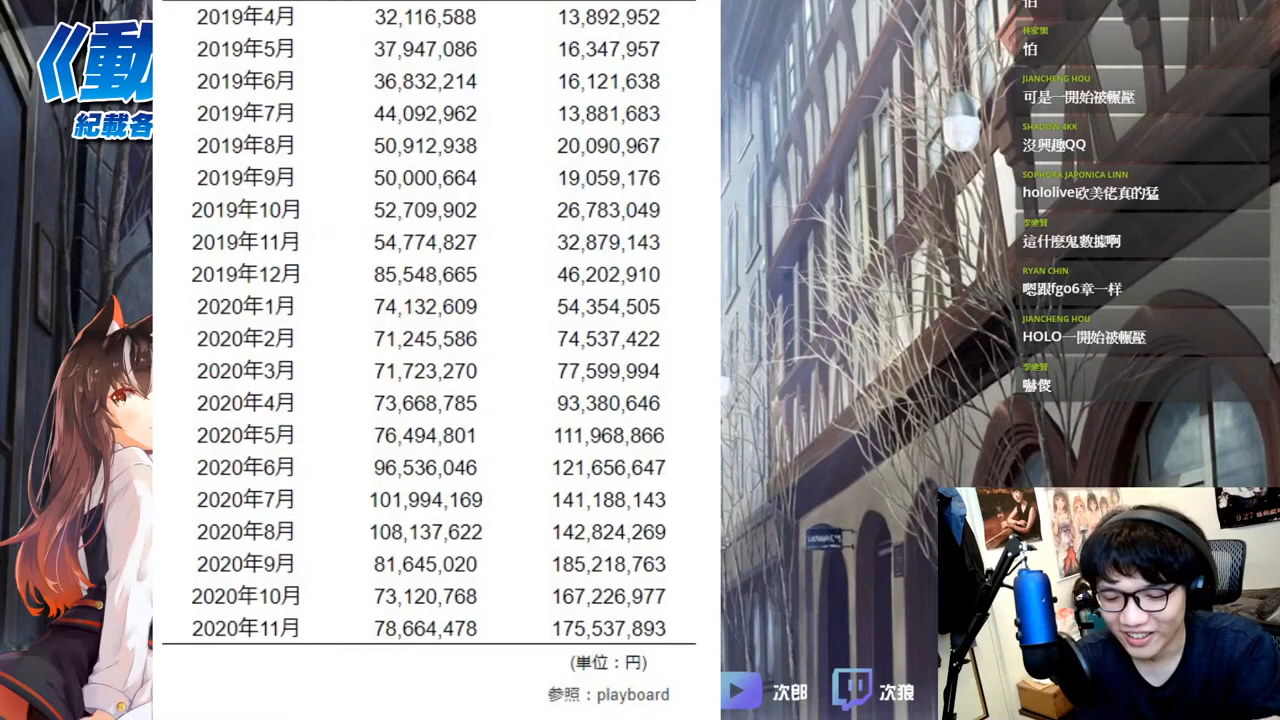 《動
紀載各
2019年4月 32,116,588 13,892,952
2019年5月 37,947,086 16,347,957
2019年6月 36,832,214 16,121,638
2019年7月 44,092,962 13,881,683
2019年8月 50,912,938 20,090,967
2019年9月 50,000,664 19,059,176
2019年10月 52,709,902 26,783,049
2019年11月 54,774,827 32,879,143
2019年12月 85,548,665 46,202,910
2020年1月 74,132,609 54,354,505
2020年2月 71,245,586 74,537,422
2020年3月 71,723,270 77,599,994
2020年4月 73,668,785 93,380,646
2020年5月 76,494,801 111,968,866
2020年6月 96,536,046 121,656,647
2020年7月 101,994,169 141,188,143
2020年8月 108,137,622 142,824,269
2020年9月 81,645,020 185,218,763
2020年10月 73,120,768 167,226,977
2020年11月 78,664,478 175,537,893
(単位：円)
参照：playboard
怕
JIANCHENG HOU
可是一開始被輾壓
SHADOW 4KK
沒興趣QQ
SOPHORA JAPONICA LINN
hololive欧美佬真的猛
李建賢
這什麼鬼數據啊
RYAN CHIN
嗯跟fgo6章一样
JIANCHENG HOU
HOLO一開始被輾壓
李建賢
嚇傻
9.27
次郎
次狼